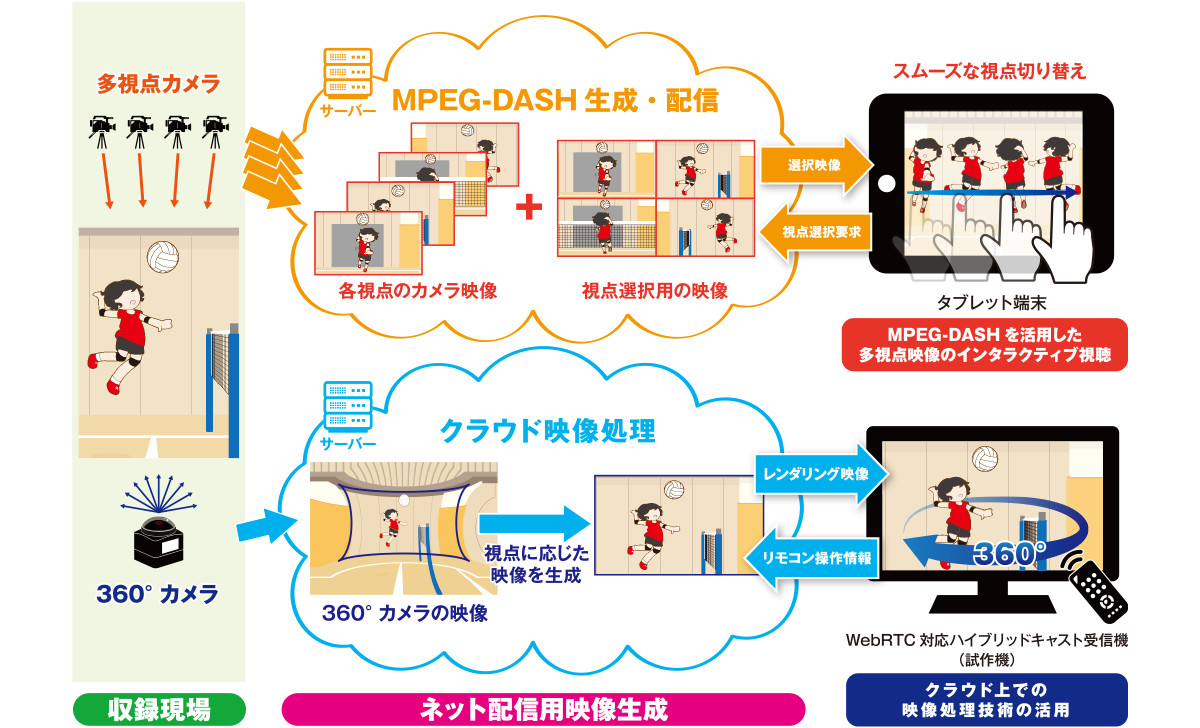 多視点カメラ
360° カメラ
収録現場
サーバー
MPEG-DASH 生成・配信
各視点のカメラ映像
+
視点選択用の映像
選択映像
視点選択要求
スムーズな視点切り替え
タブレット端末
MPEG-DASH を活用した
多視点映像のインタラクティブ視聴
サーバー
クラウド映像処理
360° カメラの映像
視点に応じた
映像を生成
レンダリング映像
リモコン操作情報
360°
WebRTC 対応ハイブリッドキャスト受信機
（試作機）
ネット配信用映像生成
クラウド上での
映像処理技術の活用